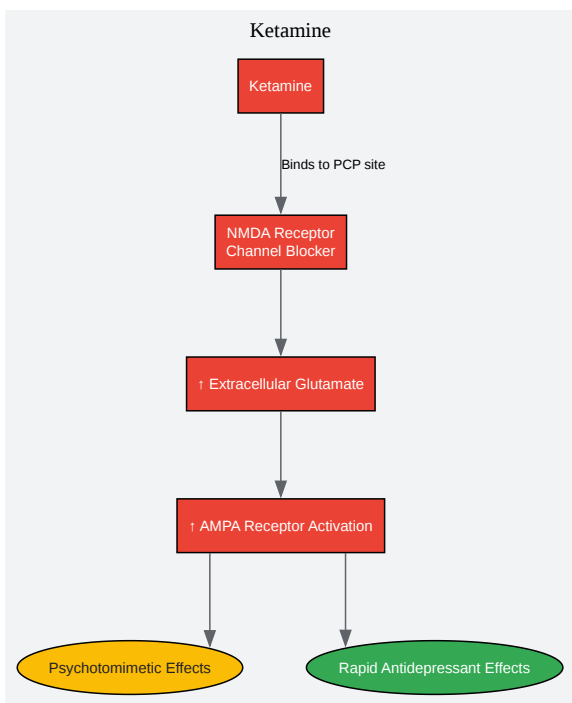 Ketamine
Ketamine
Binds to PCP site
NMDA Receptor
Channel Blocker
↑ Extracellular Glutamate
↑ AMPA Receptor Activation
Psychotomimetic Effects
Rapid Antidepressant Effects